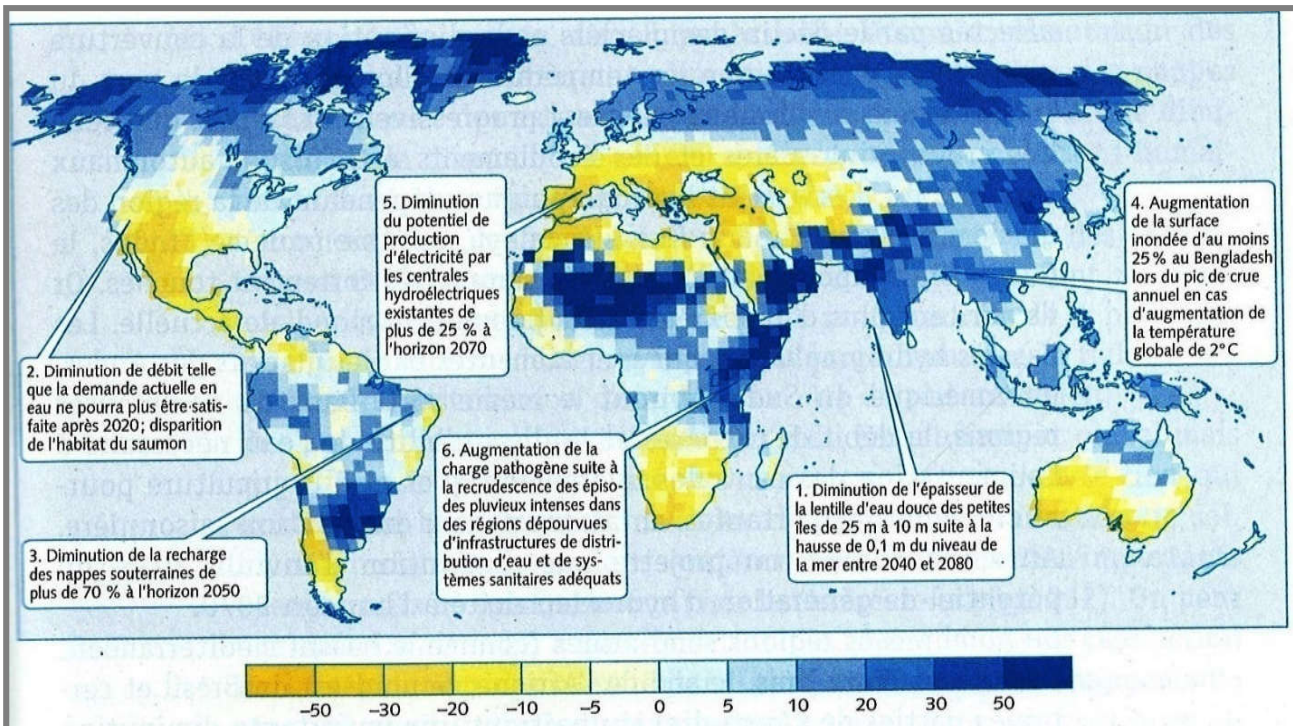 5. Diminution
du potentiel de
production
d'électricité par
les centrales
hydroélectriques
existantes de
plus de 25 % à
l'horizon 2070
4. Augmentation
de la surface
inondée d'au moins
25 % au Bengladesh
lors du pic de crue
annuel en cas
d'augmentation de
la température
globale de 2°C
2. Diminution de débit telle
que la demande actuelle en
eau ne pourra plus être satis-
faite après 2020; disparition
de l'habitat du saumon
6. Augmentation de la
charge pathogène suite à
la recrudescence des épiso-
des pluvieux intenses dans
des régions dépourvues
d'infrastructures de distri-
bution d'eau et de sys-
tèmes sanitaires adéquats
1. Diminution de l'épaisseur de
la lentille d'eau douce des petites
îles de 25 m à 10 m suite à la
hausse de 0,1 m du niveau de
la mer entre 2040 et 2080
3. Diminution de la recharge
des nappes souterraines de
plus de 70 % à l'horizon 2050
-50 -30 -20 -10 -5 0 5 10 20 30 50